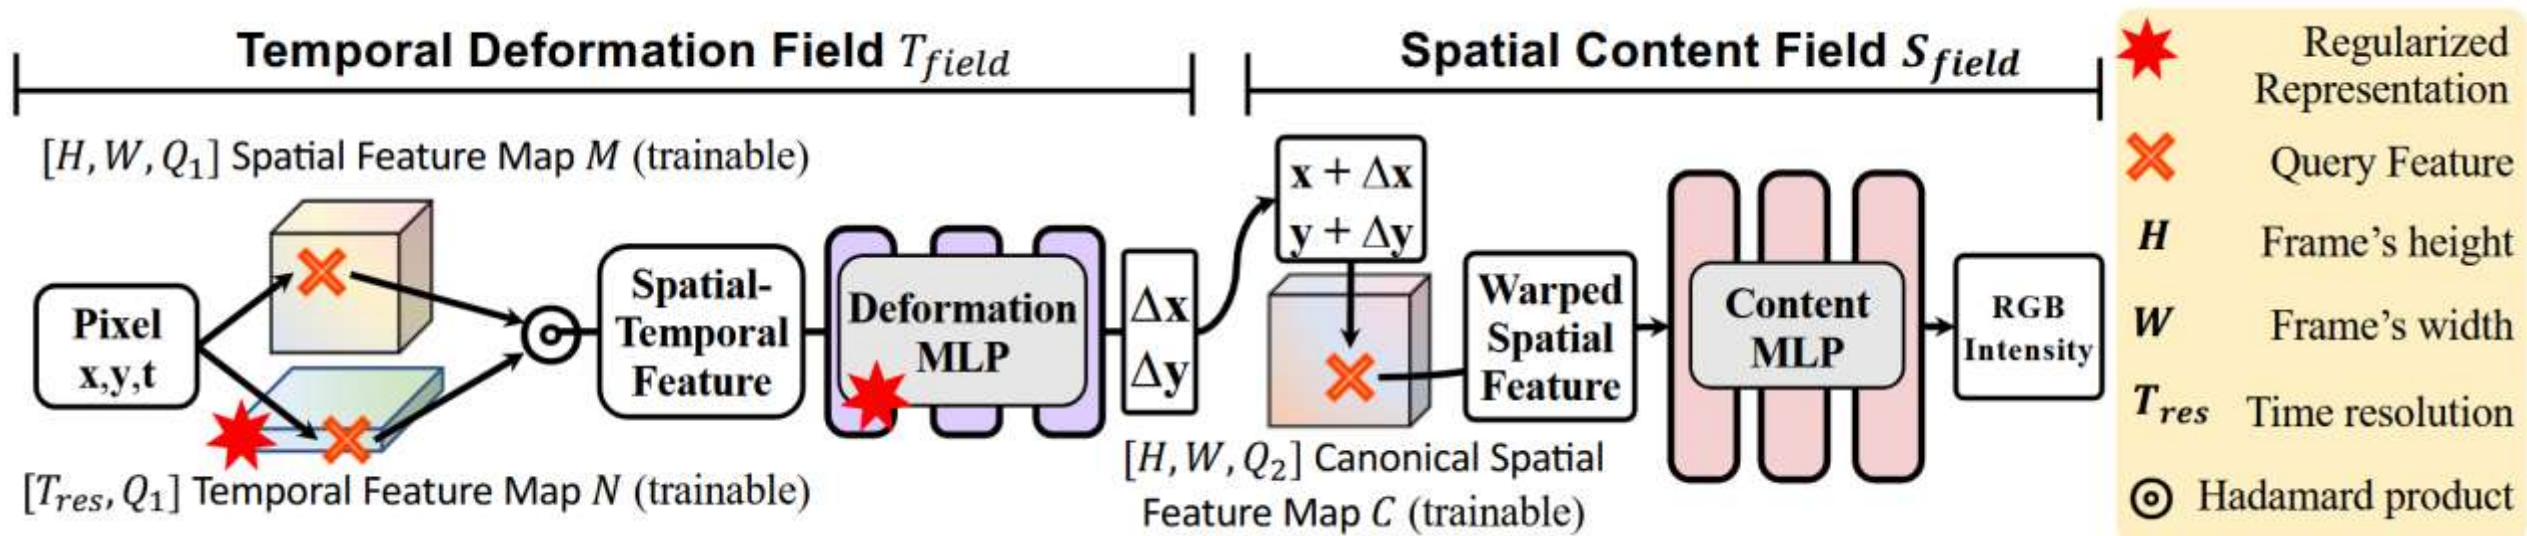 Temporal Deformation Field T_field
[H, W, Q₁] Spatial Feature Map M (trainable)
Pixel
x,y,t
[T_res, Q₁] Temporal Feature Map N (trainable)
Spatial-
Temporal
Feature
Deformation
MLP
Δx
Δy
Spatial Content Field S_field
x + Δx
y + Δy
[H, W, Q₂] Canonical Spatial
Feature Map C (trainable)
Warped
Spatial
Feature
Content
MLP
RGB
Intensity
Regularized
Representation
Query Feature
H Frame's height
W Frame's width
T_res Time resolution
Hadamard product